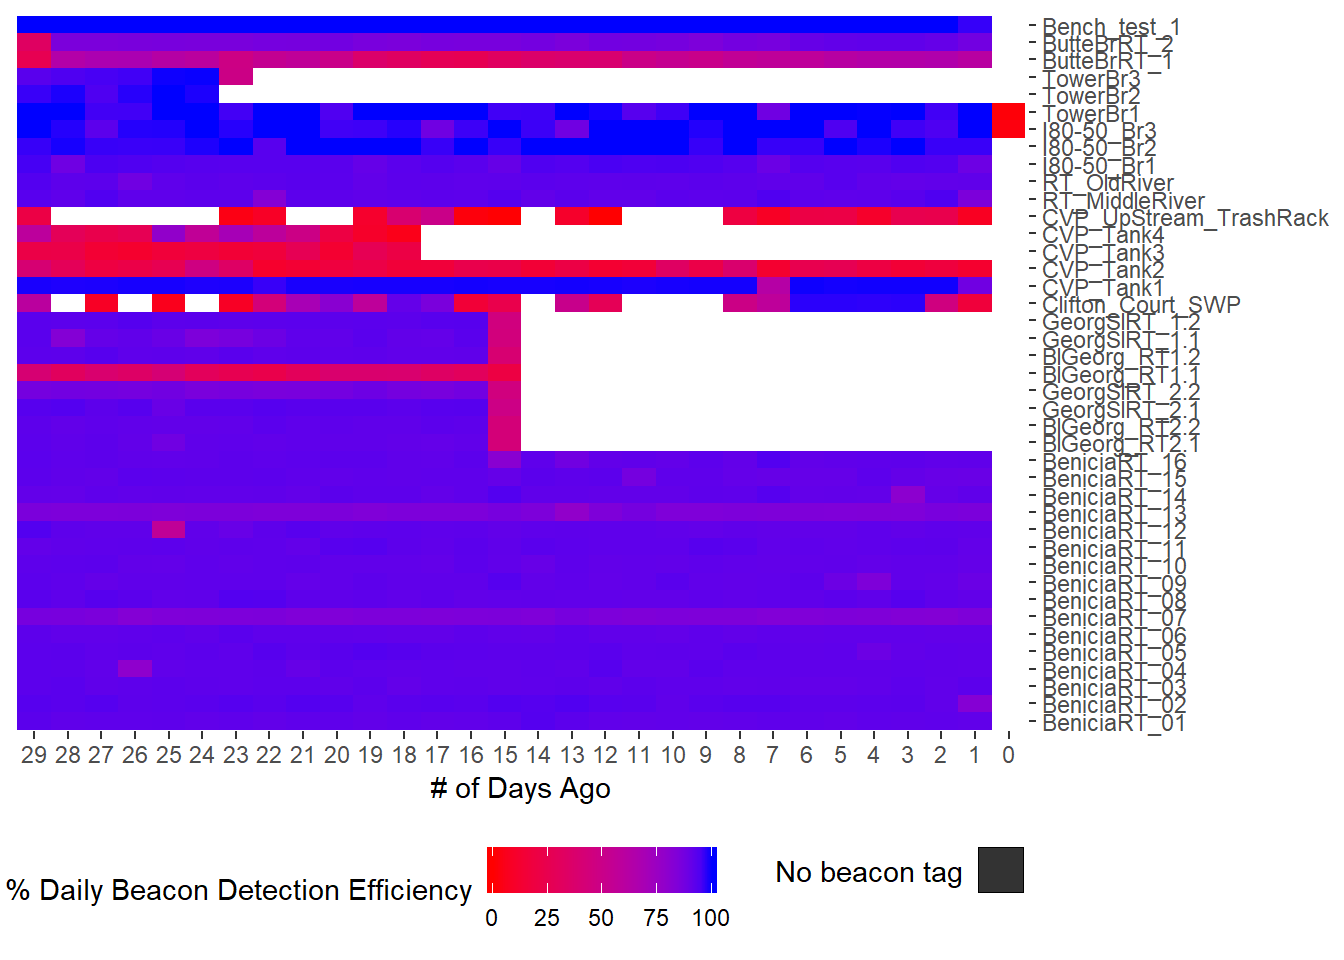 Bench_test_1
ButteBrRT_2
ButteBrRT_1
TowerBr3
TowerBr2
TowerBr1
I80-50_Br3
I80-50_Br2
I80-50_Br1
RT_OldRiver
RT_MiddleRiver
CVP_UpStream_TrashRack
CVP_Tank4
CVP_Tank3
CVP_Tank2
CVP_Tank1
Clifton_Court_SWP
GeorgSlRT_1.2
GeorgSlRT_1.1
BlGeorg_RT1.2
BlGeorg_RT1.1
GeorgSlRT_2.2
GeorgSlRT_2.1
BlGeorg_RT2.2
BlGeorg_RT2.1
BeniciaRT_16
BeniciaRT_15
BeniciaRT_14
BeniciaRT_13
BeniciaRT_12
BeniciaRT_11
BeniciaRT_10
BeniciaRT_09
BeniciaRT_08
BeniciaRT_07
BeniciaRT_06
BeniciaRT_05
BeniciaRT_04
BeniciaRT_03
BeniciaRT_02
BeniciaRT_01
29 28 27 26 25 24 23 22 21 20 19 18 17 16 15 14 13 12 11 10 9 8 7 6 5 4 3 2 1 0
# of Days Ago
% Daily Beacon Detection Efficiency
0 25 50 75 100
No beacon tag